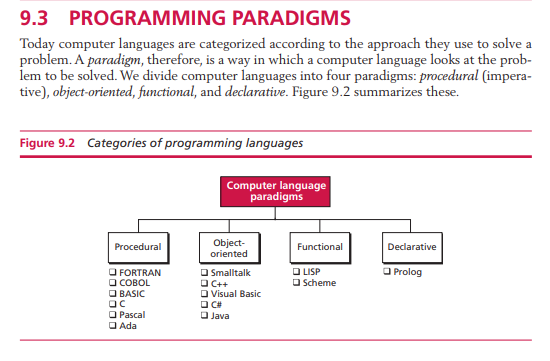 9.3 PROGRAMMING PARADIGMS
Today computer languages are categorized according to the approach they use to solve a
problem. A paradigm, therefore, is a way in which a computer language looks at the prob-
lem to be solved. We divide computer languages into four paradigms: procedural (impera-
tive), object-oriented, functional, and declarative. Figure 9.2 summarizes these.
Figure 9.2 Categories of programming languages
Computer language
paradigms
Procedural
FORTRAN
COBOL
BASIC
C
Pascal
Ada
Object-
oriented
Smalltalk
C++
Visual Basic
C#
Java
Functional
LISP
Scheme
Declarative
Prolog